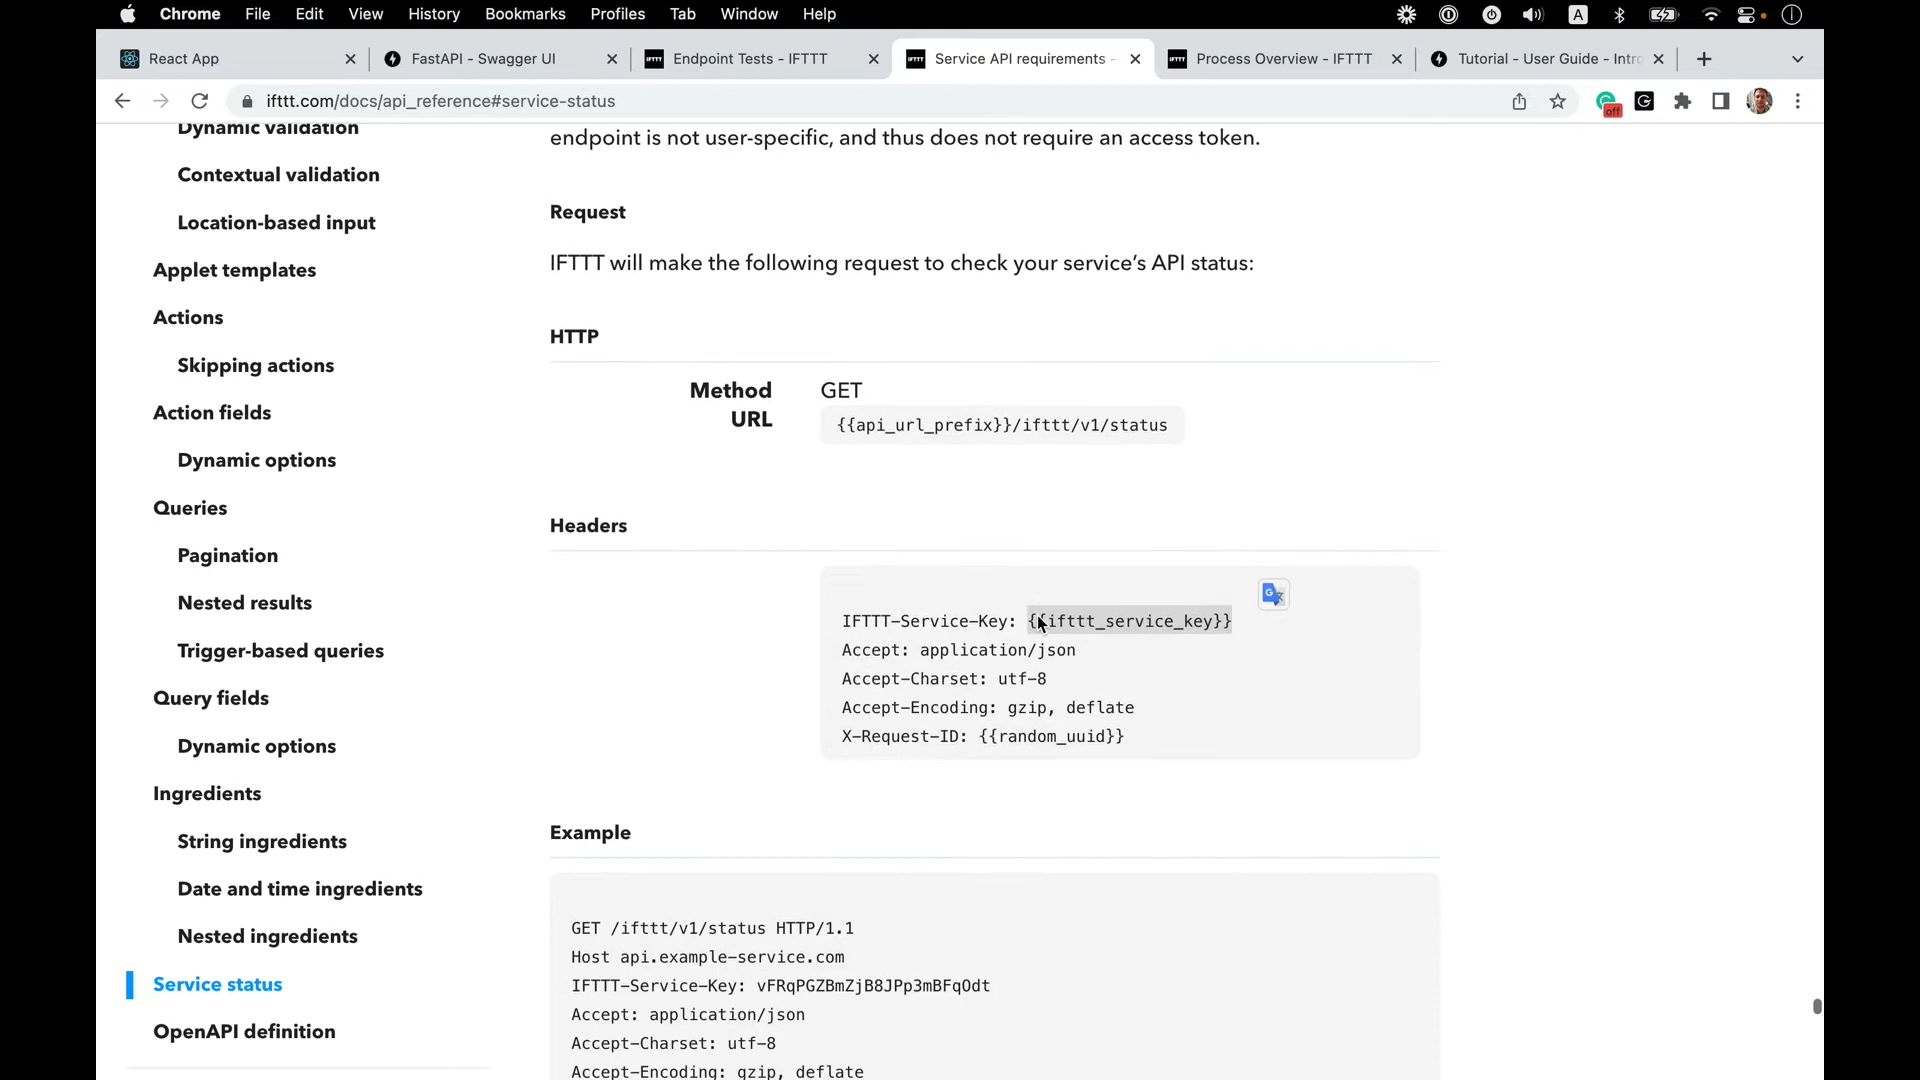 Chrome File Edit View History Bookmarks Profiles Tab Window Help
React App
FastAPI - Swagger UI
Endpoint Tests - IFTTT
Service API requirements -
Process Overview - IFTTT
Tutorial - User Guide - Intro
ifttt.com/docs/api_reference#service-status
off
Dynamic validation
Contextual validation
Location-based input
Applet templates
Actions
Skipping actions
Action fields
Dynamic options
Queries
Pagination
Nested results
Trigger-based queries
Query fields
Dynamic options
Ingredients
String ingredients
Date and time ingredients
Nested ingredients
Service status
OpenAPI definition
endpoint is not user-specific, and thus does not require an access token.
Request
IFTTT will make the following request to check your service’s API status:
HTTP
Method GET
URL {{api_url_prefix}}/ifttt/v1/status
Headers
IFTTT-Service-Key: {{ifttt_service_key}}
Accept: application/json
Accept-Charset: utf-8
Accept-Encoding: gzip, deflate
X-Request-ID: {{random_uuid}}
Example
GET /ifttt/v1/status HTTP/1.1
Host api.example-service.com
IFTTT-Service-Key: vFRqPGZBmZjB8JPp3mBFqOdt
Accept: application/json
Accept-Charset: utf-8
Accept-Encoding: gzip, deflate